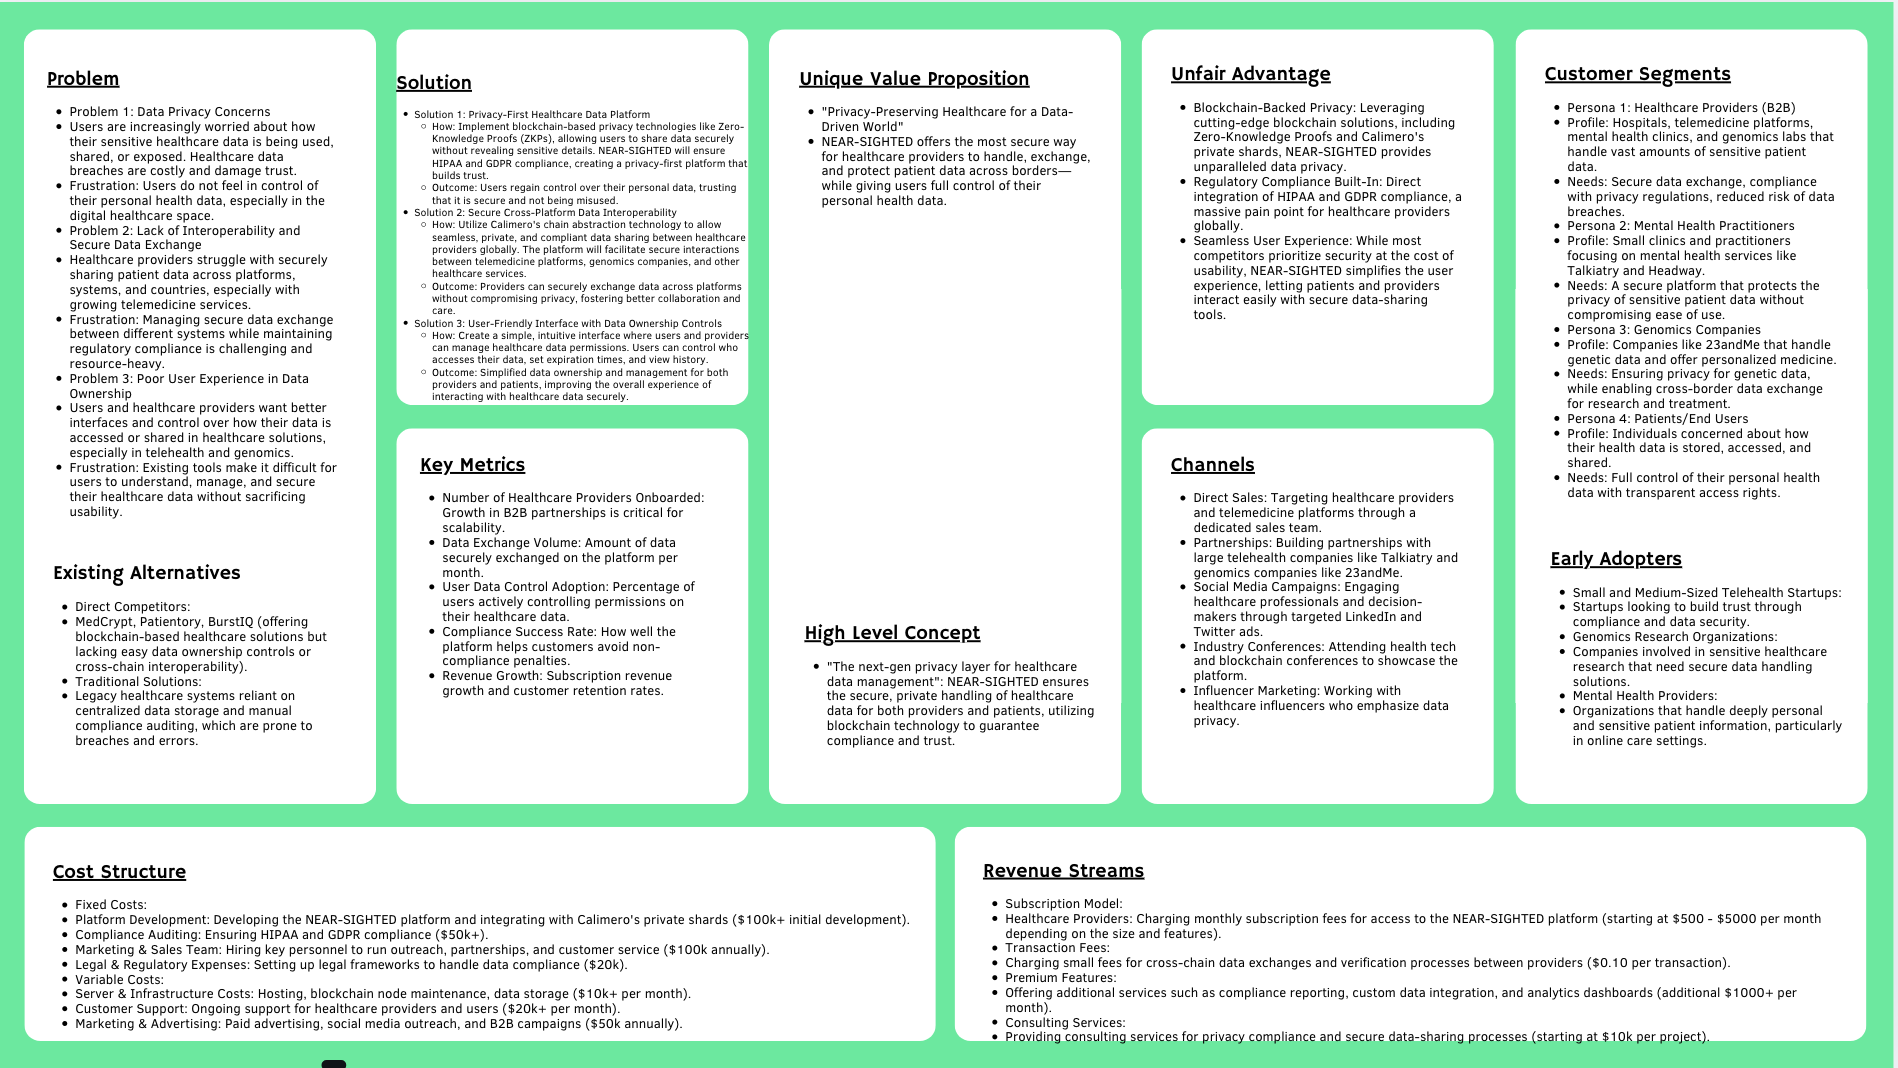 Problem
• Problem 1: Data Privacy Concerns
• Users are increasingly worried about how
their sensitive healthcare data is being used,
shared, or exposed. Healthcare data
breaches are costly and damage trust.
• Frustration: Users do not feel in control of
their personal health data, especially in the
digital healthcare space.
• Problem 2: Lack of Interoperability and
Secure Data Exchange
• Healthcare providers struggle with securely
sharing patient data across platforms,
systems, and countries, especially with
growing telemedicine services.
• Frustration: Managing secure data exchange
between different systems while maintaining
regulatory compliance is challenging and
resource-heavy.
• Problem 3: Poor User Experience in Data
Ownership
• Users and healthcare providers want better
interfaces and control over how their data is
accessed or shared in healthcare solutions,
especially in telehealth and genomics.
• Frustration: Existing tools make it difficult for
users to understand, manage, and secure
their healthcare data without sacrificing
usability.
Existing Alternatives
• Direct Competitors:
• MedCrypt, Patientory, BurstIQ (offering
blockchain-based healthcare solutions but
lacking easy data ownership controls or
cross-chain interoperability).
• Traditional Solutions:
• Legacy healthcare systems reliant on
centralized data storage and manual
compliance auditing, which are prone to
breaches and errors.
Solution
• Solution 1: Privacy-First Healthcare Data Platform
○ How: Implement blockchain-based privacy technologies like Zero-
Knowledge Proofs (ZKPs), allowing users to share data securely
without revealing sensitive details. NEAR-SIGHTED will ensure
HIPAA and GDPR compliance, creating a privacy-first platform that
builds trust.
○ Outcome: Users regain control over their personal data, trusting
that it is secure and not being misused.
• Solution 2: Secure Cross-Platform Data Interoperability
○ How: Utilize Calimero's chain abstraction technology to allow
seamless, private, and compliant data sharing between healthcare
providers globally. The platform will facilitate secure interactions
between telemedicine platforms, genomics companies, and other
healthcare services.
○ Outcome: Providers can securely exchange data across platforms
without compromising privacy, fostering better collaboration and
care.
• Solution 3: User-Friendly Interface with Data Ownership Controls
○ How: Create a simple, intuitive interface where users and providers
can manage healthcare data permissions. Users can control who
accesses their data, set expiration times, and view history.
○ Outcome: Simplified data ownership and management for both
providers and patients, improving the overall experience of
interacting with healthcare data securely.
Key Metrics
• Number of Healthcare Providers Onboarded:
Growth in B2B partnerships is critical for
scalability.
• Data Exchange Volume: Amount of data
securely exchanged on the platform per
month.
• User Data Control Adoption: Percentage of
users actively controlling permissions on
their healthcare data.
• Compliance Success Rate: How well the
platform helps customers avoid non-
compliance penalties.
• Revenue Growth: Subscription revenue
growth and customer retention rates.
Unique Value Proposition
• "Privacy-Preserving Healthcare for a Data-
Driven World"
• NEAR-SIGHTED offers the most secure way
for healthcare providers to handle, exchange,
and protect patient data across borders—
while giving users full control of their
personal health data.
High Level Concept
• "The next-gen privacy layer for healthcare
data management": NEAR-SIGHTED ensures
the secure, private handling of healthcare
data for both providers and patients, utilizing
blockchain technology to guarantee
compliance and trust.
Unfair Advantage
• Blockchain-Backed Privacy: Leveraging
cutting-edge blockchain solutions, including
Zero-Knowledge Proofs and Calimero's
private shards, NEAR-SIGHTED provides
unparalleled data privacy.
• Regulatory Compliance Built-In: Direct
integration of HIPAA and GDPR compliance, a
massive pain point for healthcare providers
globally.
• Seamless User Experience: While most
competitors prioritize security at the cost of
usability, NEAR-SIGHTED simplifies the user
experience, letting patients and providers
interact easily with secure data-sharing
tools.
Channels
• Direct Sales: Targeting healthcare providers
and telemedicine platforms through a
dedicated sales team.
• Partnerships: Building partnerships with
large telehealth companies like Talkiatry and
genomics companies like 23andMe.
• Social Media Campaigns: Engaging
healthcare professionals and decision-
makers through targeted LinkedIn and
Twitter ads.
• Industry Conferences: Attending health tech
and blockchain conferences to showcase the
platform.
• Influencer Marketing: Working with
healthcare influencers who emphasize data
privacy.
Customer Segments
• Persona 1: Healthcare Providers (B2B)
• Profile: Hospitals, telemedicine platforms,
mental health clinics, and genomics labs that
handle vast amounts of sensitive patient
data.
• Needs: Secure data exchange, compliance
with privacy regulations, reduced risk of data
breaches.
• Persona 2: Mental Health Practitioners
• Profile: Small clinics and practitioners
focusing on mental health services like
Talkiatry and Headway.
• Needs: A secure platform that protects the
privacy of sensitive patient data without
compromising ease of use.
• Persona 3: Genomics Companies
• Profile: Companies like 23andMe that handle
genetic data and offer personalized medicine.
• Needs: Ensuring privacy for genetic data,
while enabling cross-border data exchange
for research and treatment.
• Persona 4: Patients/End Users
• Profile: Individuals concerned about how
their health data is stored, accessed, and
shared.
• Needs: Full control of their personal health
data with transparent access rights.
Early Adopters
• Small and Medium-Sized Telehealth Startups:
• Startups looking to build trust through
compliance and data security.
• Genomics Research Organizations:
• Companies involved in sensitive healthcare
research that need secure data handling
solutions.
• Mental Health Providers:
• Organizations that handle deeply personal
and sensitive patient information, particularly
in online care settings.
Cost Structure
• Fixed Costs:
• Platform Development: Developing the NEAR-SIGHTED platform and integrating with Calimero's private shards ($100k+ initial development).
• Compliance Auditing: Ensuring HIPAA and GDPR compliance ($50k+).
• Marketing & Sales Team: Hiring key personnel to run outreach, partnerships, and customer service ($100k annually).
• Legal & Regulatory Expenses: Setting up legal frameworks to handle data compliance ($20k).
• Variable Costs:
• Server & Infrastructure Costs: Hosting, blockchain node maintenance, data storage ($10k+ per month).
• Customer Support: Ongoing support for healthcare providers and users ($20k+ per month).
• Marketing & Advertising: Paid advertising, social media outreach, and B2B campaigns ($50k annually).
Revenue Streams
• Subscription Model:
• Healthcare Providers: Charging monthly subscription fees for access to the NEAR-SIGHTED platform (starting at $500 - $5000 per month
depending on the size and features).
• Transaction Fees:
• Charging small fees for cross-chain data exchanges and verification processes between providers ($0.10 per transaction).
• Premium Features:
• Offering additional services such as compliance reporting, custom data integration, and analytics dashboards (additional $1000+ per
month).
• Consulting Services:
• Providing consulting services for privacy compliance and secure data-sharing processes (starting at $10k per project).